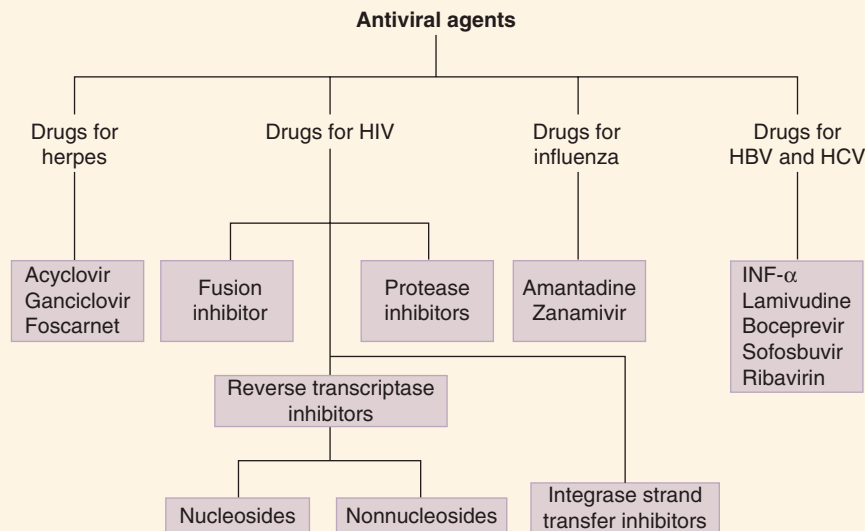 Antiviral agents
Drugs for
herpes
Drugs for HIV
Drugs for
influenza
Drugs for
HBV and HCV
Acyclovir
Ganciclovir
Foscarnet
Fusion
inhibitor
Protease
inhibitors
Amantadine
Zanamivir
INF-α
Lamivudine
Boceprevir
Sofosbuvir
Ribavirin
Reverse transcriptase
inhibitors
Nucleosides
Nonnucleosides
Integrase strand
transfer inhibitors